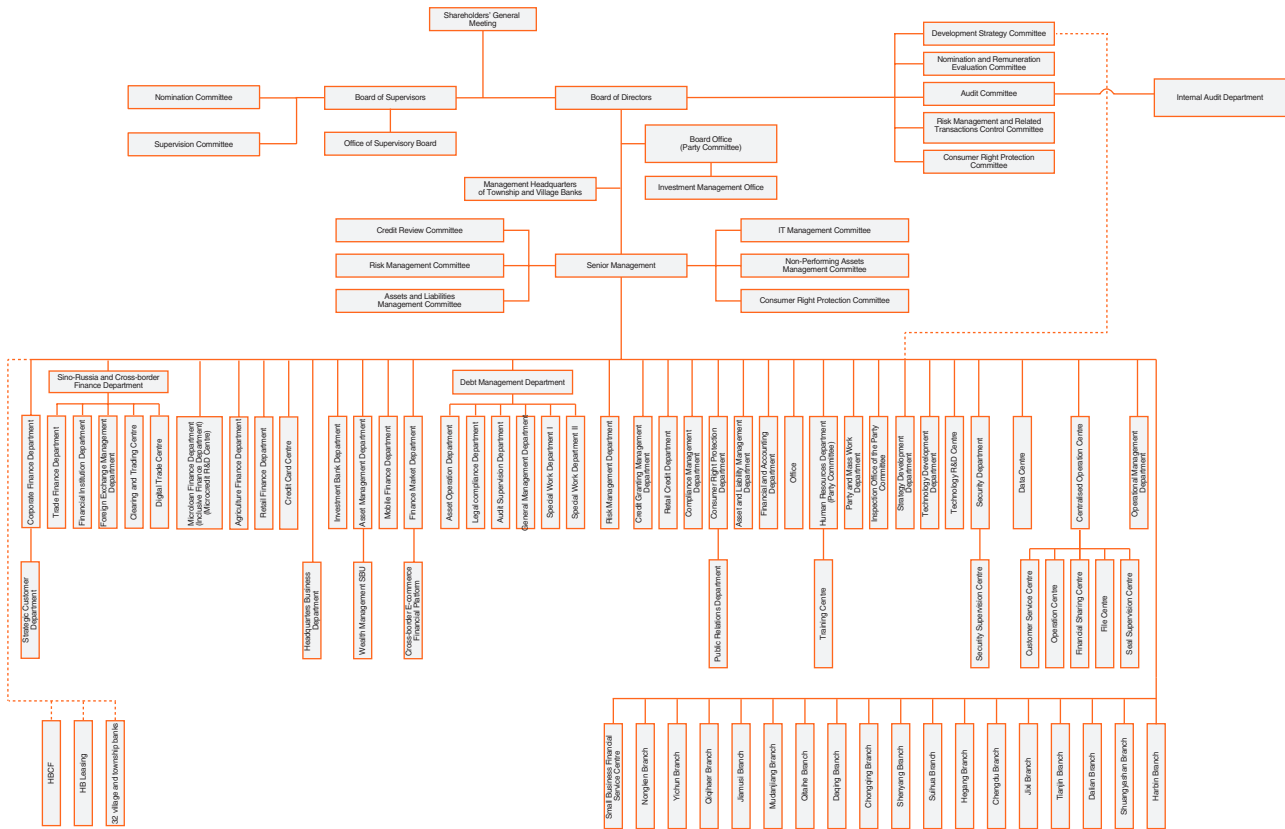 Shareholders' General
Meeting
Development Strategy Committee
Nomination and Remuneration
Evaluation Committee
Nomination Committee
Board of Supervisors
Board of Directors
Audit Committee
Internal Audit Department
Supervision Committee
Office of Supervisory Board
Board Office
(Party Committee)
Risk Management and Related
Transactions Control Committee
Consumer Right Protection
Committee
Management Headquarters
of Township and Village Banks
Investment Management Office
Credit Review Committee
IT Management Committee
Risk Management Committee
Senior Management
Non-Performing Assets
Management Committee
Assets and Liabilities
Management Committee
Consumer Right Protection Committee
Sino-Russia and Cross-border
Finance Department
Debt Management Department
Corporate Finance Department
Trade Finance Department
Financial Institution Department
Foreign Exchange Management
Department
Clearing and Trading Centre
Digital Trade Centre
Microloan Finance Department
(Inclusive Finance Department)
(Microcredit R&D Centre)
Agriculture Finance Department
Retail Finance Department
Credit Card Centre
Investment Bank Department
Asset Management Department
Mobile Finance Department
Finance Market Department
Asset Operation Department
Legal compliance Department
Audit Supervision Department
General Management Department
Special Work Department I
Special Work Department II
Risk Management Department
Credit Granting Management
Department
Retail Credit Department
Compliance Management
Department
Consumer Right Protection
Department
Asset and Liability Management
Department
Financial and Accounting
Department
Office
Human Resources Department
(Party Committee)
Party and Mass Work
Department
Inspection Office of the Party
Committee
Strategy Development
Department
Technology Development
Department
Technology R&D Centre
Security Department
Data Centre
Centralised Operation Centre
Operational Management
Department
Strategic Customer
Department
Headquarters Business
Department
Wealth Management SBU
Cross-border E-commerce
Financial Platform
Public Relations Department
Training Centre
Security Supervision Centre
Customer Service Centre
Operation Centre
Financial Sharing Centre
File Centre
Seal Supervision Centre
HBCF
HB Leasing
32 village and township banks
Small Business Financial
Service Centre
Nongken Branch
Yichun Branch
Qiqihaer Branch
Jiamusi Branch
Mudanjiang Branch
Qitaihe Branch
Daqing Branch
Chongqing Branch
Shenyang Branch
Suihua Branch
Hegang Branch
Chengdu Branch
Jixi Branch
Tianjin Branch
Dalian Branch
Shuangyashan Branch
Harbin Branch